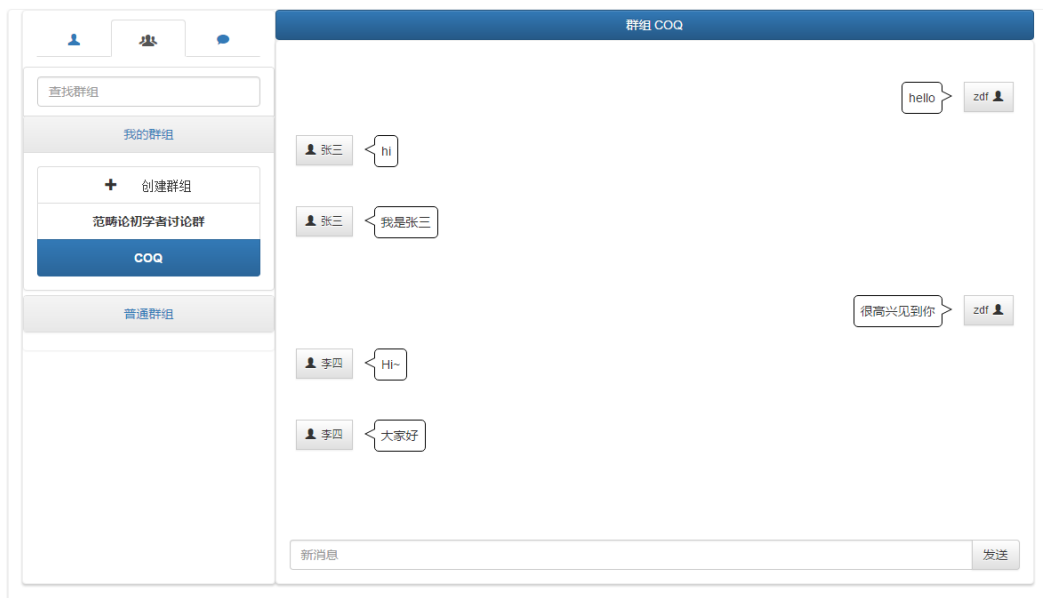 查找群组
我的群组
创建群组
范畴论初学者讨论群
COQ
普通群组
群组 COQ
hello
zdf
张三
hi
张三
我是张三
很高兴见到你
zdf
李四
Hi~
李四
大家好
新消息
发送